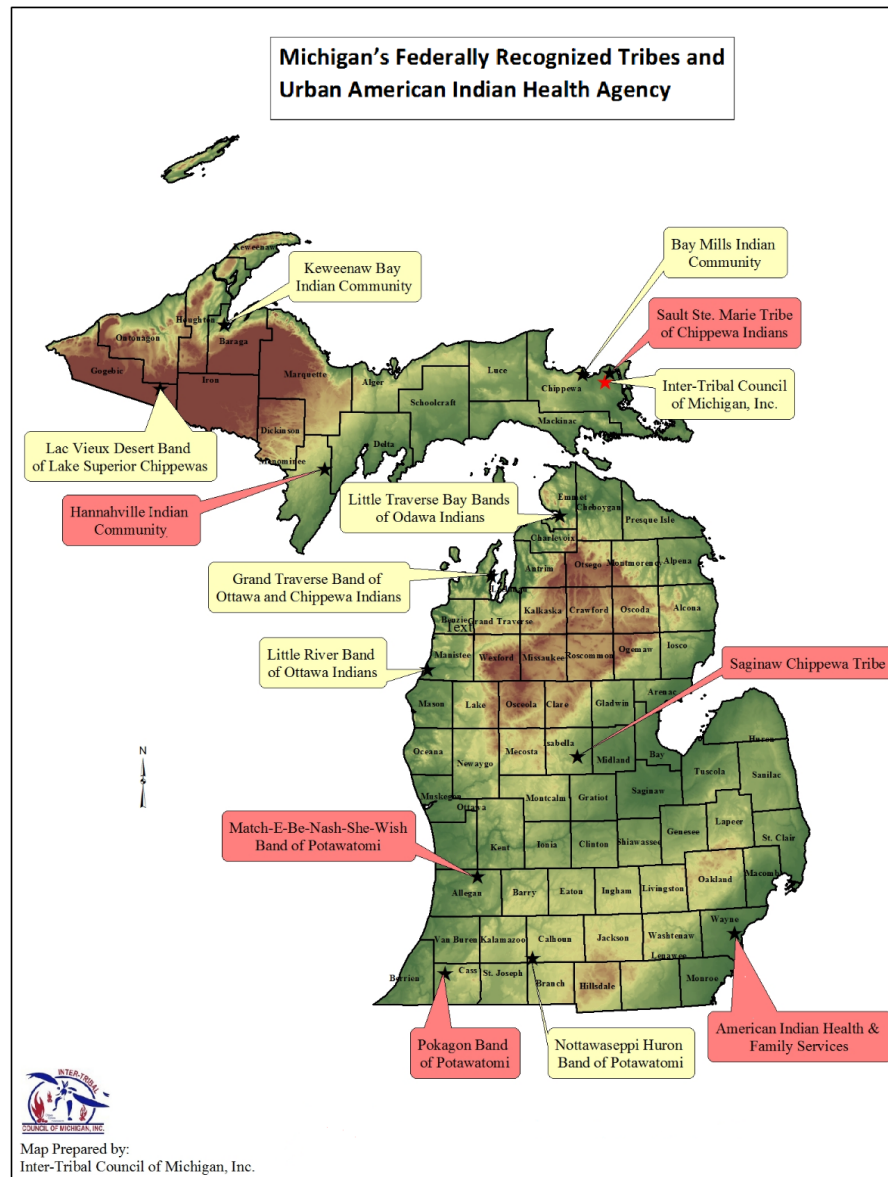 Michigan's Federally Recognized Tribes and
Urban American Indian Health Agency
Keweenaw Bay
Indian Community
Bay Mills Indian
Community
Sault Ste. Marie Tribe
of Chippewa Indians
Inter-Tribal Council
of Michigan, Inc.
Lac Vieux Desert Band
of Lake Superior Chippewas
Hannahville Indian
Community
Little Traverse Bay Bands
of Odawa Indians
Grand Traverse Band of
Ottawa and Chippewa Indians
Little River Band
of Ottawa Indians
Saginaw Chippewa Tribe
Match-E-Be-Nash-She-Wish
Band of Potawatomi
Pokagon Band
of Potawatomi
Nottawaseppi Huron
Band of Potawatomi
American Indian Health &
Family Services
Keweenaw
Houghton
Ontonagon
Baraga
Gogebic
Iron
Marquette
Alger
Luce
Chippewa
Schoolcraft
Mackinac
Dickinson
Delta
Menominee
Emmet
Cheboygan
Presque Isle
Charlevoix
Antrim
Otsego
Montmorency
Alpena
Kalkaska
Crawford
Oscoda
Alcona
Benzie
Grand Traverse
Text
Manistee
Wexford
Missaukee
Roscommon
Ogemaw
Iosco
Mason
Lake
Osceola
Clare
Gladwin
Arenac
Oceana
Newaygo
Mecosta
Isabella
Midland
Bay
Huron
Tuscola
Sanilac
Muskegon
Ottawa
Montcalm
Gratiot
Saginaw
Kent
Ionia
Clinton
Shiawassee
Genesee
Lapeer
St. Clair
Allegan
Barry
Eaton
Ingham
Livingston
Oakland
Macomb
Van Buren
Kalamazoo
Calhoun
Jackson
Washtenaw
Wayne
Lenawee
Berrien
Cass
St. Joseph
Branch
Hillsdale
Monroe
N
INTER-TRIBAL
COUNCIL OF MICHIGAN, INC.
Map Prepared by:
Inter-Tribal Council of Michigan, Inc.